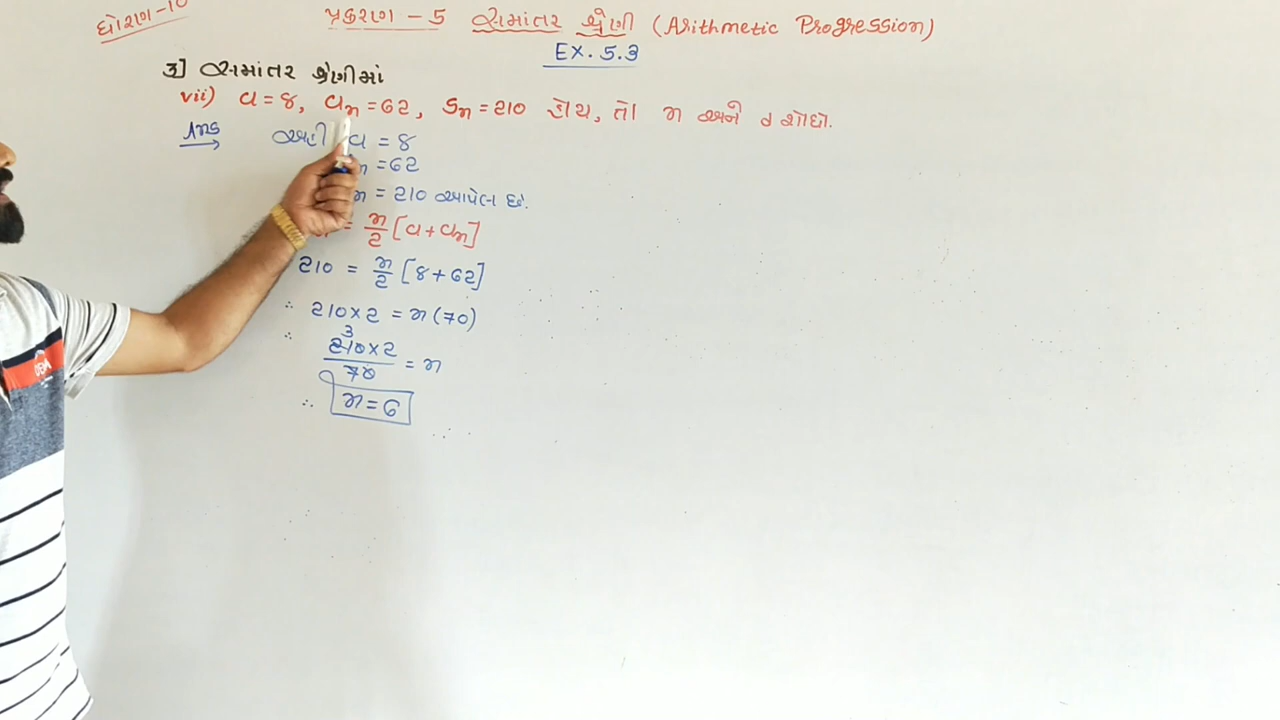 ધોરણ-10
પ્રકરણ - 5 સમાંતર શ્રેણી (Arithmetic Progression)
EX. 5.3
3] સમાંતર શ્રેણીમાં
vii) a = 8, an = 62, Sn = 210 હોય, તો n અને d શોધો.
Ans અહીં a = 8
n = 62
n = 210 આપેલ છે.
= n/2 [a + an]
210 = n/2 [8 + 62]
∴ 210 × 2 = n (70)
∴ 3 210 × 2 / 70 = n
∴ n = 6